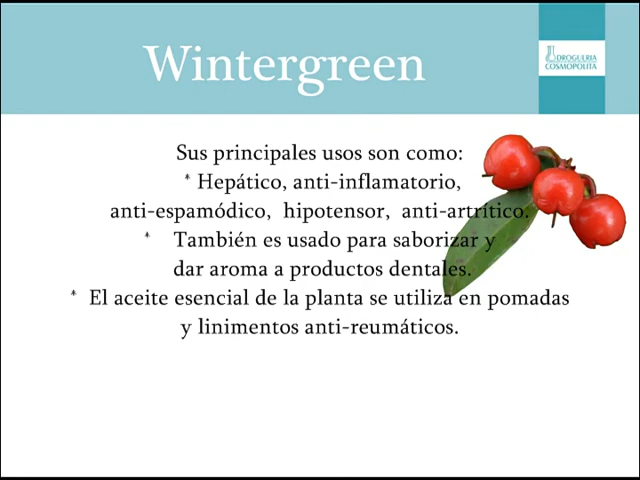 Wintergreen
DROGUERIA
COSMOPOLITA
Sus principales usos son como:
* Hepático, anti-inflamatorio,
anti-espamódico, hipotensor, anti-artrítico.
* También es usado para saborizar y
dar aroma a productos dentales.
* El aceite esencial de la planta se utiliza en pomadas
y linimentos anti-reumáticos.